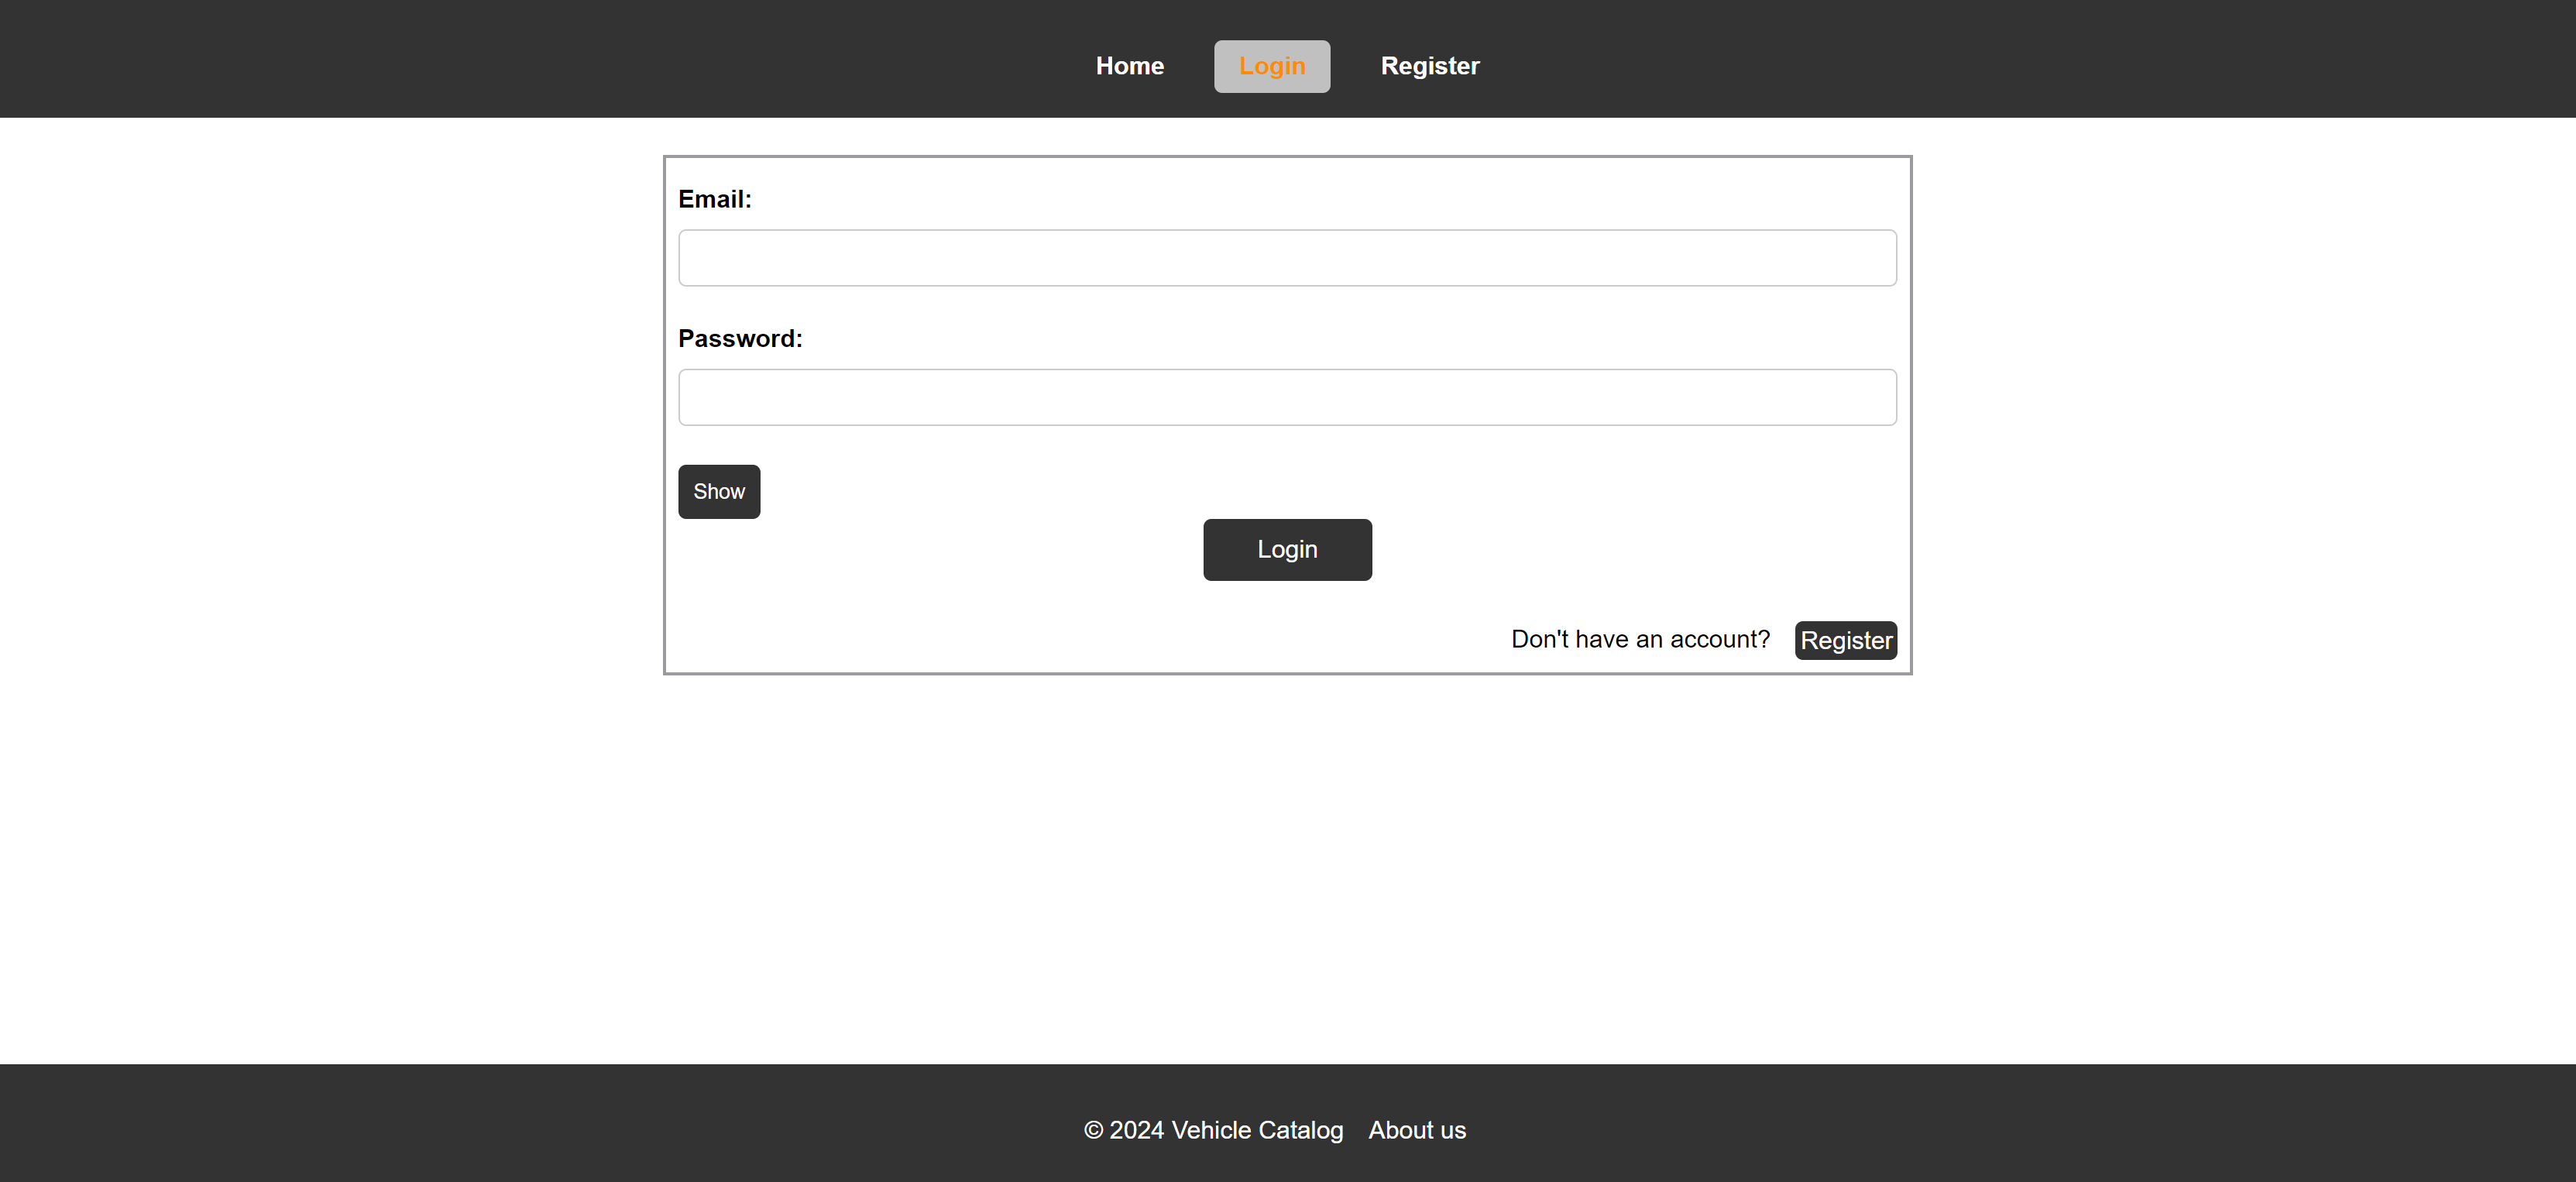 Home Login Register
Email:
Password:
Show
Login
Don't have an account? Register
© 2024 Vehicle Catalog About us